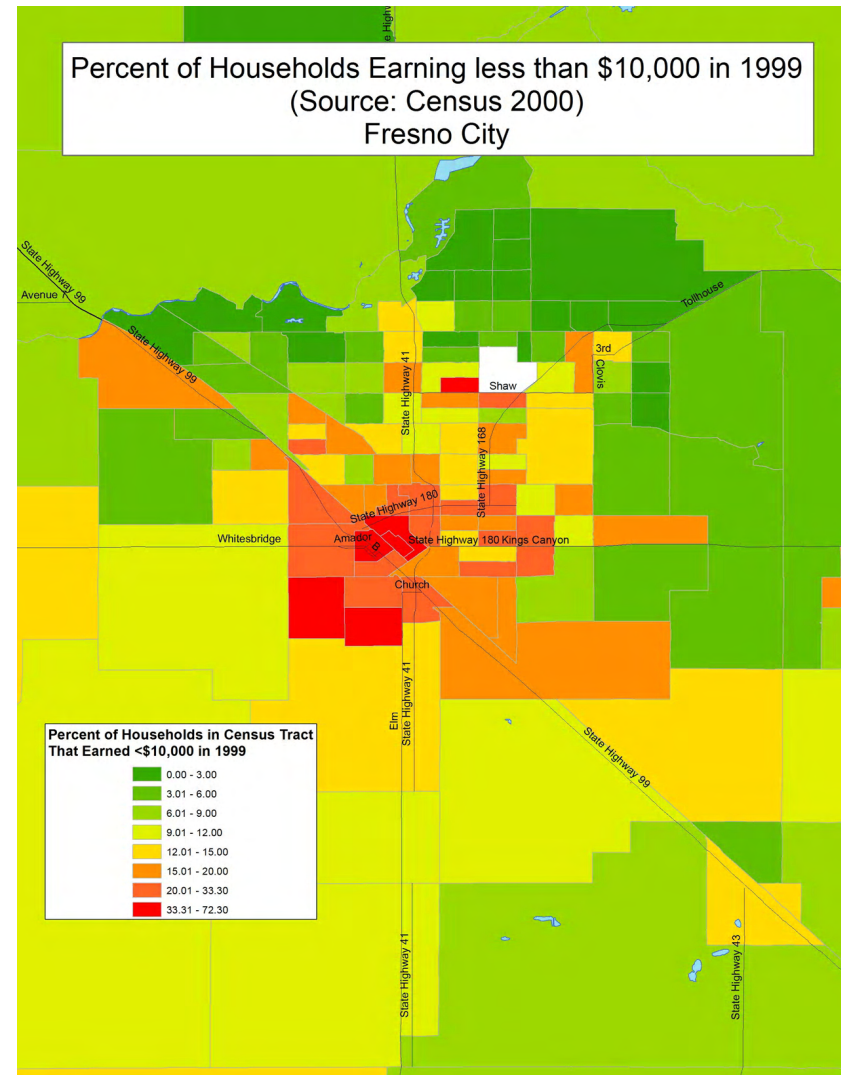 e Highw
Percent of Households Earning less than $10,000 in 1999
(Source: Census 2000)
Fresno City
State Highway 99
Avenue 7
Tollhouse
State Highway 99
State Highway 41
3rd
Clovis
Shaw
State Highway 168
State Highway 180
Whitesbridge
Amador
B
State Highway 180 Kings Canyon
Church
Elm
State Highway 41
State Highway 99
Percent of Households in Census Tract
That Earned <$10,000 in 1999
0.00 - 3.00
3.01 - 6.00
6.01 - 9.00
9.01 - 12.00
12.01 - 15.00
15.01 - 20.00
20.01 - 33.30
33.31 - 72.30
State Highway 41
State Highway 43